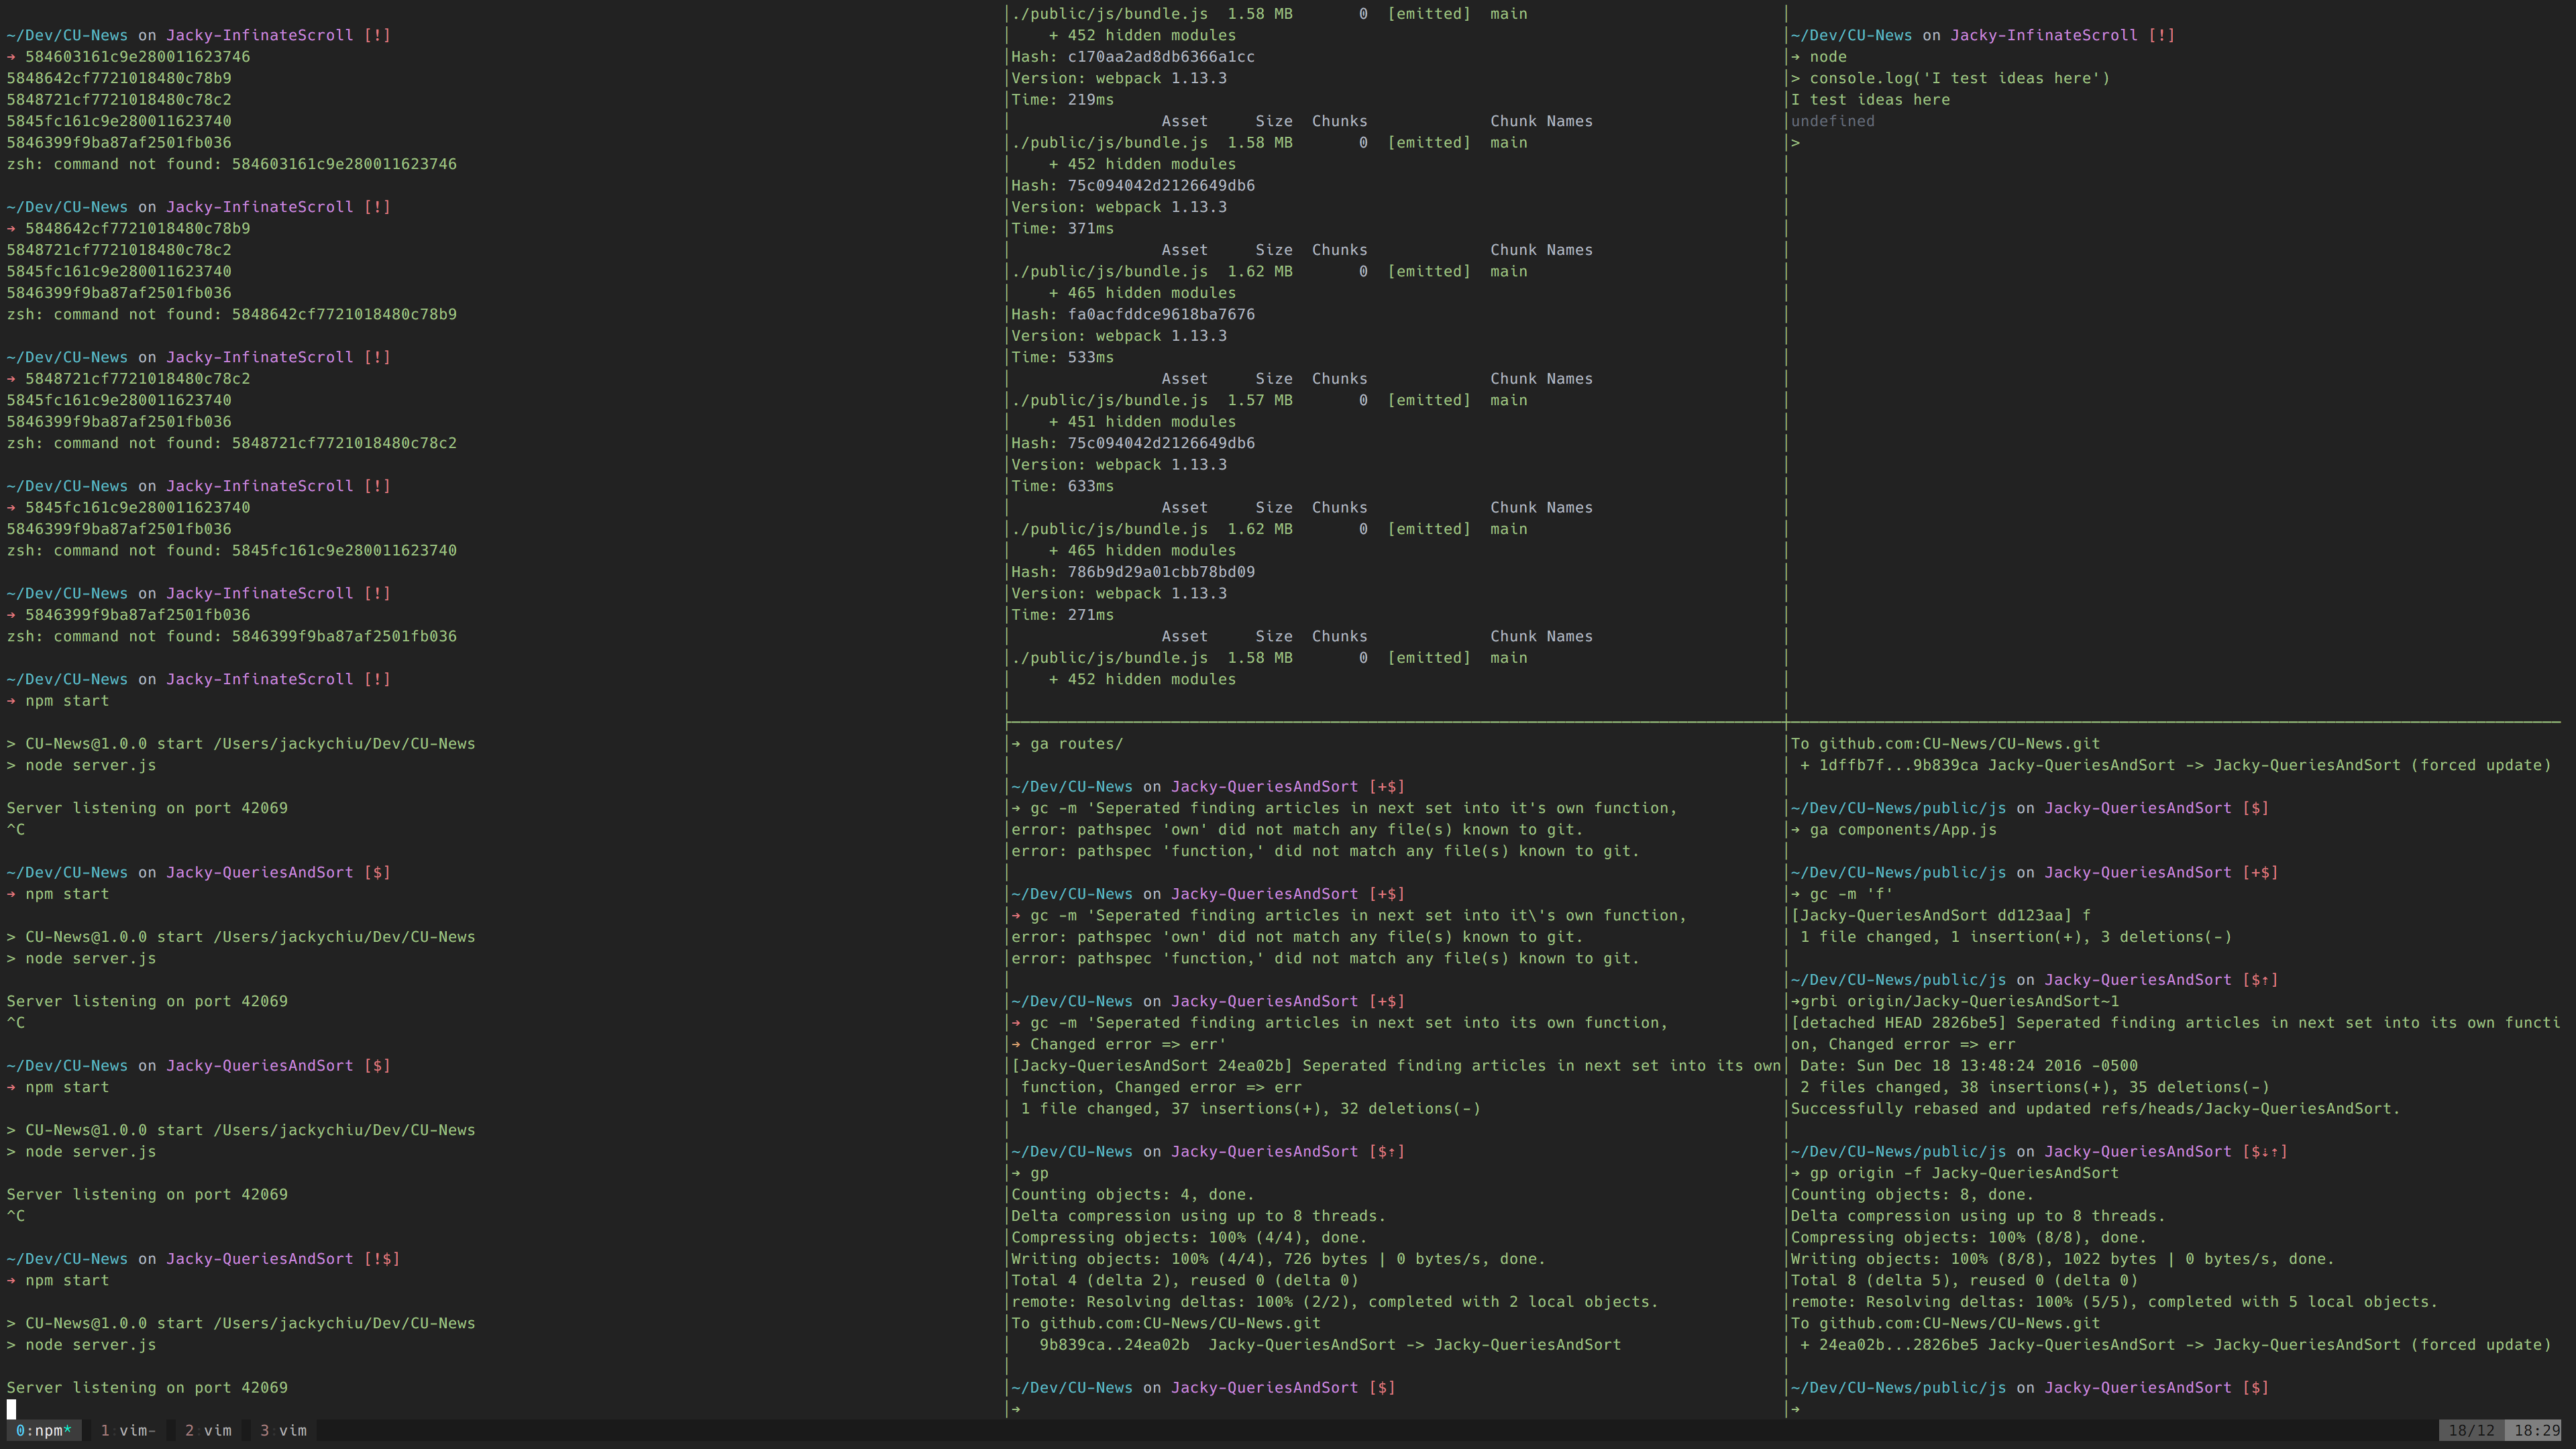 ~/Dev/CU-News on Jacky-InfinateScroll [!]
→ 584603161c9e280011623746
5848642cf7721018480c78b9
5848721cf7721018480c78c2
5845fc161c9e280011623740
5846399f9ba87af2501fb036
zsh: command not found: 584603161c9e280011623746
~/Dev/CU-News on Jacky-InfinateScroll [!]
→ 5848642cf7721018480c78b9
5848721cf7721018480c78c2
5845fc161c9e280011623740
5846399f9ba87af2501fb036
zsh: command not found: 5848642cf7721018480c78b9
~/Dev/CU-News on Jacky-InfinateScroll [!]
→ 5848721cf7721018480c78c2
5845fc161c9e280011623740
5846399f9ba87af2501fb036
zsh: command not found: 5848721cf7721018480c78c2
~/Dev/CU-News on Jacky-InfinateScroll [!]
→ 5845fc161c9e280011623740
5846399f9ba87af2501fb036
zsh: command not found: 5845fc161c9e280011623740
~/Dev/CU-News on Jacky-InfinateScroll [!]
→ 5846399f9ba87af2501fb036
zsh: command not found: 5846399f9ba87af2501fb036
~/Dev/CU-News on Jacky-InfinateScroll [!]
→ npm start
> CU-News@1.0.0 start /Users/jackychiu/Dev/CU-News
> node server.js
Server listening on port 42069
^C
~/Dev/CU-News on Jacky-QueriesAndSort [$]
→ npm start
> CU-News@1.0.0 start /Users/jackychiu/Dev/CU-News
> node server.js
Server listening on port 42069
^C
~/Dev/CU-News on Jacky-QueriesAndSort [$]
→ npm start
> CU-News@1.0.0 start /Users/jackychiu/Dev/CU-News
> node server.js
Server listening on port 42069
^C
~/Dev/CU-News on Jacky-QueriesAndSort [!$]
→ npm start
> CU-News@1.0.0 start /Users/jackychiu/Dev/CU-News
> node server.js
Server listening on port 42069
./public/js/bundle.js 1.58 MB 0 [emitted] main
+ 452 hidden modules
Hash: c170aa2ad8db6366a1cc
Version: webpack 1.13.3
Time: 219ms
Asset Size Chunks Chunk Names
./public/js/bundle.js 1.58 MB 0 [emitted] main
+ 452 hidden modules
Hash: 75c094042d2126649db6
Version: webpack 1.13.3
Time: 371ms
Asset Size Chunks Chunk Names
./public/js/bundle.js 1.62 MB 0 [emitted] main
+ 465 hidden modules
Hash: fa0acfddce9618ba7676
Version: webpack 1.13.3
Time: 533ms
Asset Size Chunks Chunk Names
./public/js/bundle.js 1.57 MB 0 [emitted] main
+ 451 hidden modules
Hash: 75c094042d2126649db6
Version: webpack 1.13.3
Time: 633ms
Asset Size Chunks Chunk Names
./public/js/bundle.js 1.62 MB 0 [emitted] main
+ 465 hidden modules
Hash: 786b9d29a01cbb78bd09
Version: webpack 1.13.3
Time: 271ms
Asset Size Chunks Chunk Names
./public/js/bundle.js 1.58 MB 0 [emitted] main
+ 452 hidden modules
~/Dev/CU-News on Jacky-InfinateScroll [!]
→ node
> console.log('I test ideas here')
I test ideas here
undefined
>
→ ga routes/
~/Dev/CU-News on Jacky-QueriesAndSort [+$]
→ gc -m 'Seperated finding articles in next set into it's own function,
error: pathspec 'own' did not match any file(s) known to git.
error: pathspec 'function,' did not match any file(s) known to git.
~/Dev/CU-News on Jacky-QueriesAndSort [+$]
→ gc -m 'Seperated finding articles in next set into it\'s own function,
error: pathspec 'own' did not match any file(s) known to git.
error: pathspec 'function,' did not match any file(s) known to git.
~/Dev/CU-News on Jacky-QueriesAndSort [+$]
→ gc -m 'Seperated finding articles in next set into its own function,
→ Changed error => err'
[Jacky-QueriesAndSort 24ea02b] Seperated finding articles in next set into its own
function, Changed error => err
1 file changed, 37 insertions(+), 32 deletions(-)
~/Dev/CU-News on Jacky-QueriesAndSort [$↑]
→ gp
Counting objects: 4, done.
Delta compression using up to 8 threads.
Compressing objects: 100% (4/4), done.
Writing objects: 100% (4/4), 726 bytes | 0 bytes/s, done.
Total 4 (delta 2), reused 0 (delta 0)
remote: Resolving deltas: 100% (2/2), completed with 2 local objects.
To github.com:CU-News/CU-News.git
9b839ca..24ea02b Jacky-QueriesAndSort -> Jacky-QueriesAndSort
~/Dev/CU-News on Jacky-QueriesAndSort [$]
→
To github.com:CU-News/CU-News.git
+ 1dffb7f...9b839ca Jacky-QueriesAndSort -> Jacky-QueriesAndSort (forced update)
~/Dev/CU-News/public/js on Jacky-QueriesAndSort [$]
→ ga components/App.js
~/Dev/CU-News/public/js on Jacky-QueriesAndSort [+$]
→ gc -m 'f'
[Jacky-QueriesAndSort dd123aa] f
1 file changed, 1 insertion(+), 3 deletions(-)
~/Dev/CU-News/public/js on Jacky-QueriesAndSort [$↑]
→grbi origin/Jacky-QueriesAndSort~1
[detached HEAD 2826be5] Seperated finding articles in next set into its own functi
on, Changed error => err
Date: Sun Dec 18 13:48:24 2016 -0500
2 files changed, 38 insertions(+), 35 deletions(-)
Successfully rebased and updated refs/heads/Jacky-QueriesAndSort.
~/Dev/CU-News/public/js on Jacky-QueriesAndSort [$↓↑]
→ gp origin -f Jacky-QueriesAndSort
Counting objects: 8, done.
Delta compression using up to 8 threads.
Compressing objects: 100% (8/8), done.
Writing objects: 100% (8/8), 1022 bytes | 0 bytes/s, done.
Total 8 (delta 5), reused 0 (delta 0)
remote: Resolving deltas: 100% (5/5), completed with 5 local objects.
To github.com:CU-News/CU-News.git
+ 24ea02b...2826be5 Jacky-QueriesAndSort -> Jacky-QueriesAndSort (forced update)
~/Dev/CU-News/public/js on Jacky-QueriesAndSort [$]
→
0:npm* 1:vim- 2:vim 3:vim 18/12 18:29